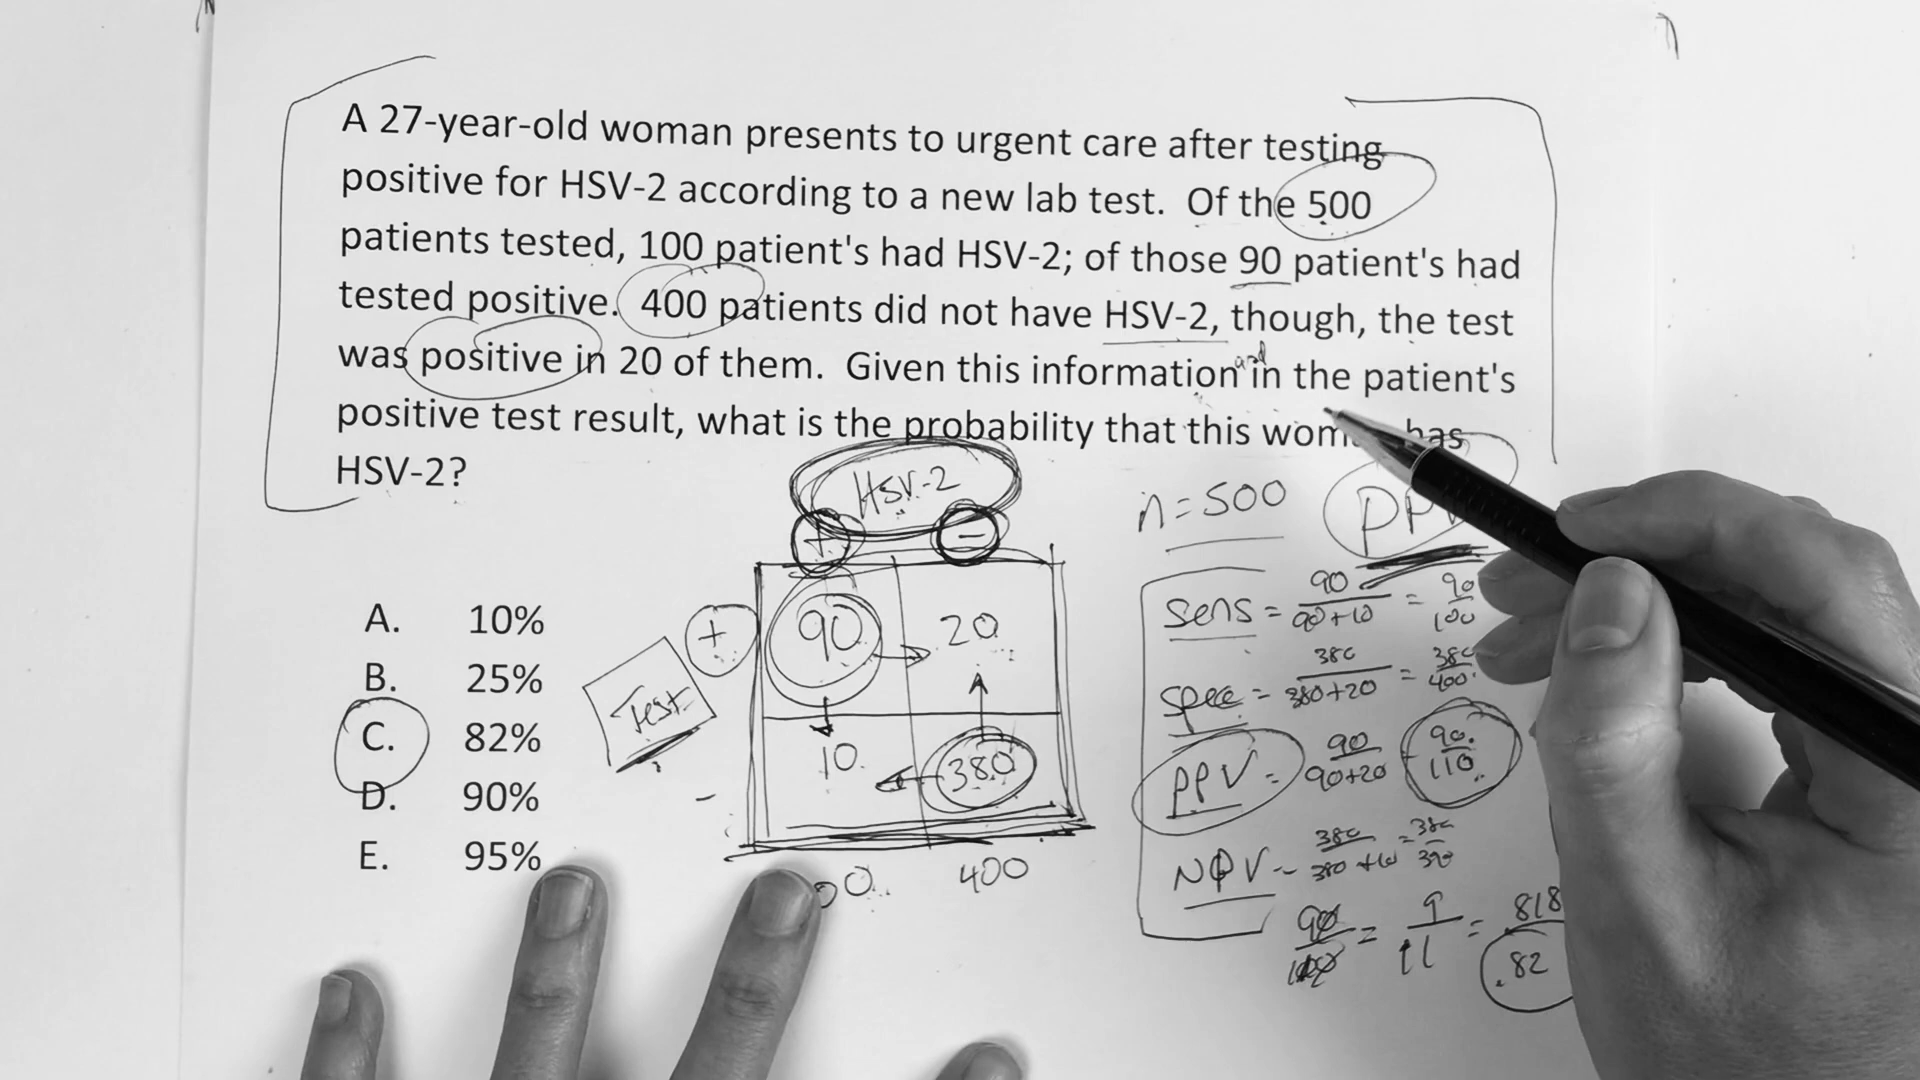 A 27-year-old woman presents to urgent care after testing
positive for HSV-2 according to a new lab test. Of the 500
patients tested, 100 patient's had HSV-2; of those 90 patient's had
tested positive. 400 patients did not have HSV-2, though, the test
was positive in 20 of them. Given this information and in the patient's
positive test result, what is the probability that this has
HSV-2?
A. 10%
B. 25%
C. 82%
D. 90%
E. 95%
HSV-2
+ -
Test
+ 90 20
- 10 380
400
n=500
sens = 90/90+10 = 90/100
spec = 380/380+20 = 380/400
PPV = 90/90+20 = 90/110
NPV = 380/380+10 = 380/390
9/11 = 818
.82